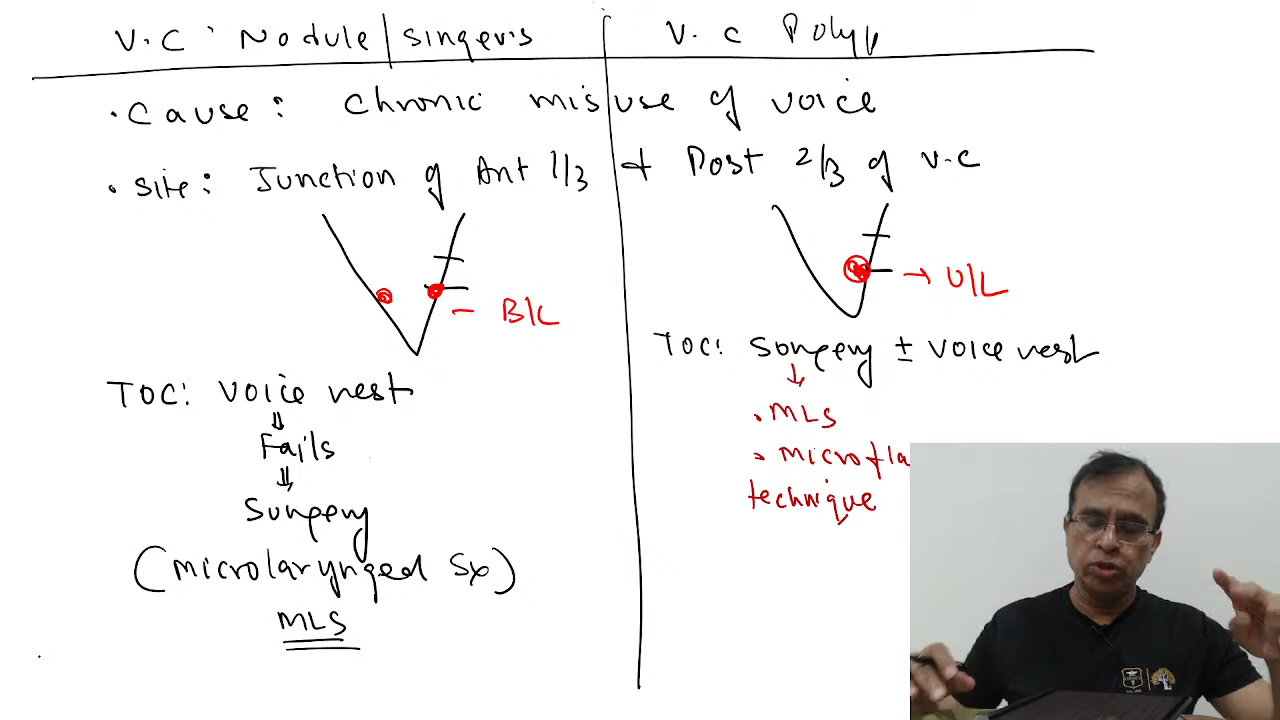 V.C. Nodule | Singer's
V.C Polyp
• Cause: Chronic misuse of voice
• Site: Junction of Ant 1/3 & Post 2/3 of V.C
— B/L
→ U/L
TOC: Voice rest
⇓
Fails
⇓
Surgery
(Microlaryngeal Sx)
MLS
TOC: Surgery ± Voice rest
↓
• MLS
• Microfla
technique